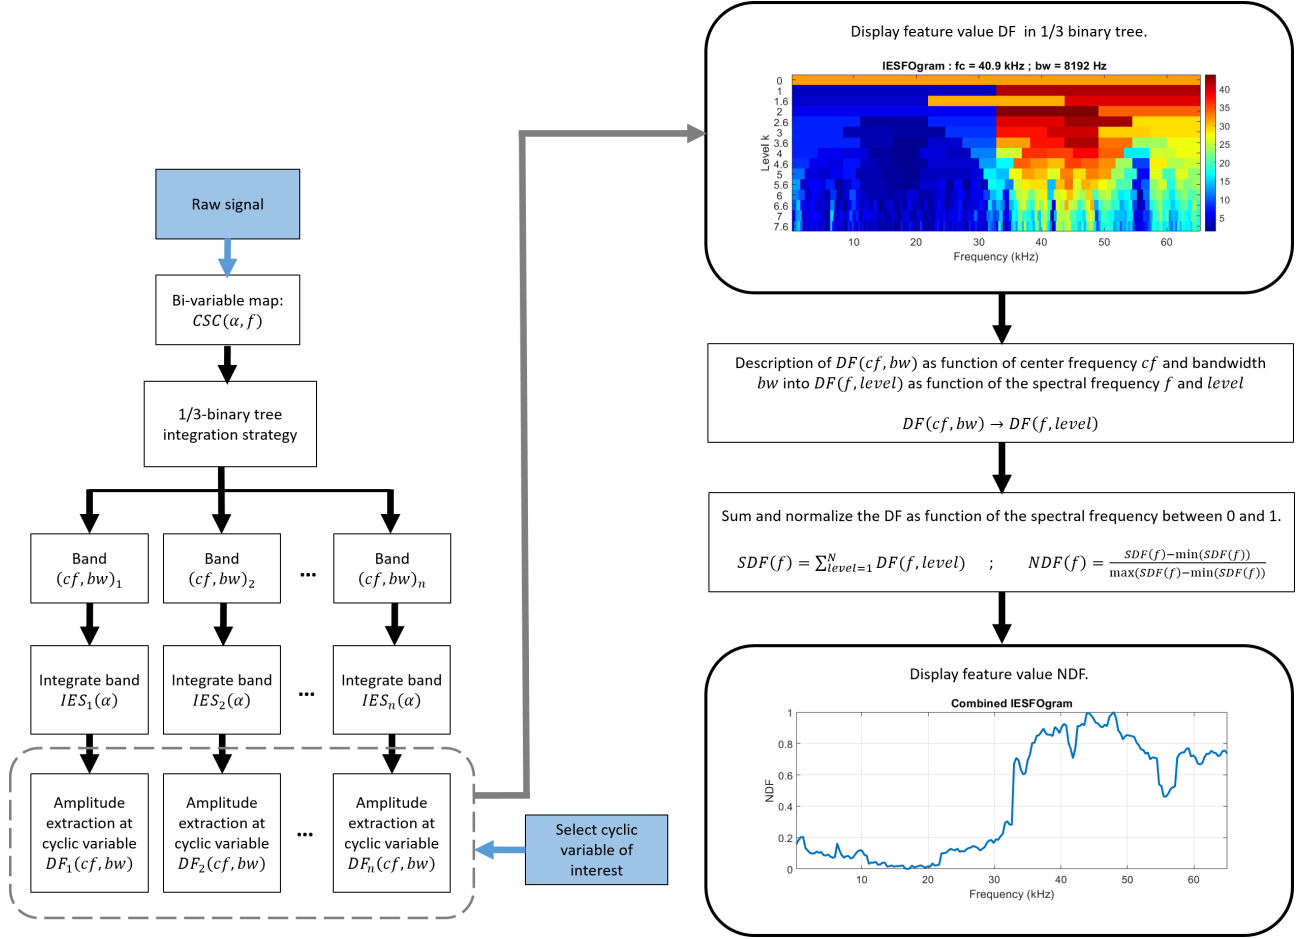 Raw signal
Bi-variable map:
CSC(α, f)
1/3-binary tree
integration strategy
Band
(cf, bw)₁
Band
(cf, bw)₂
...
Band
(cf, bw)ₙ
Integrate band
IES₁(α)
Integrate band
IES₂(α)
...
Integrate band
IESₙ(α)
Amplitude
extraction at
cyclic variable
DF₁(cf, bw)
Amplitude
extraction at
cyclic variable
DF₂(cf, bw)
...
Amplitude
extraction at
cyclic variable
DFₙ(cf, bw)
Select cyclic
variable of
interest
Display feature value DF in 1/3 binary tree.
IESFOgram : fc = 40.9 kHz ; bw = 8192 Hz
Level k
0
1
1.6
2
2.6
3
3.6
4
4.6
5
5.6
6
6.6
7
7.6
10 20 30 40 50 60
Frequency (kHz)
40
35
30
25
20
15
10
5
Description of DF(cf, bw) as function of center frequency cf and bandwidth
bw into DF(f, level) as function of the spectral frequency f and level
DF(cf, bw) → DF(f, level)
Sum and normalize the DF as function of the spectral frequency between 0 and 1.
SDF(f) = ∑ᴺ_{level=1} DF(f, level) ; NDF(f) = (SDF(f)−min(SDF(f))) / (max(SDF(f)−min(SDF(f))))
Display feature value NDF.
Combined IESFOgram
NDF
1
0.8
0.6
0.4
0.2
0
0 10 20 30 40 50 60
Frequency (kHz)